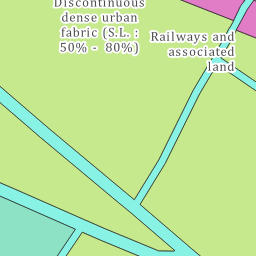 Discontinuous
dense urban
fabric (S.L. :
50% - 80%)
Railways and
associated
land